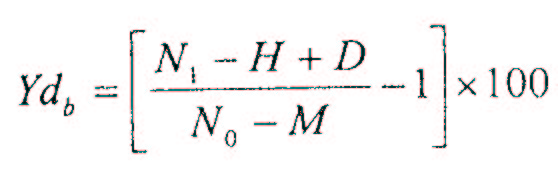 Yd_b = [ (N_1 − H + D) / (N_0 − M) − 1 ] × 100